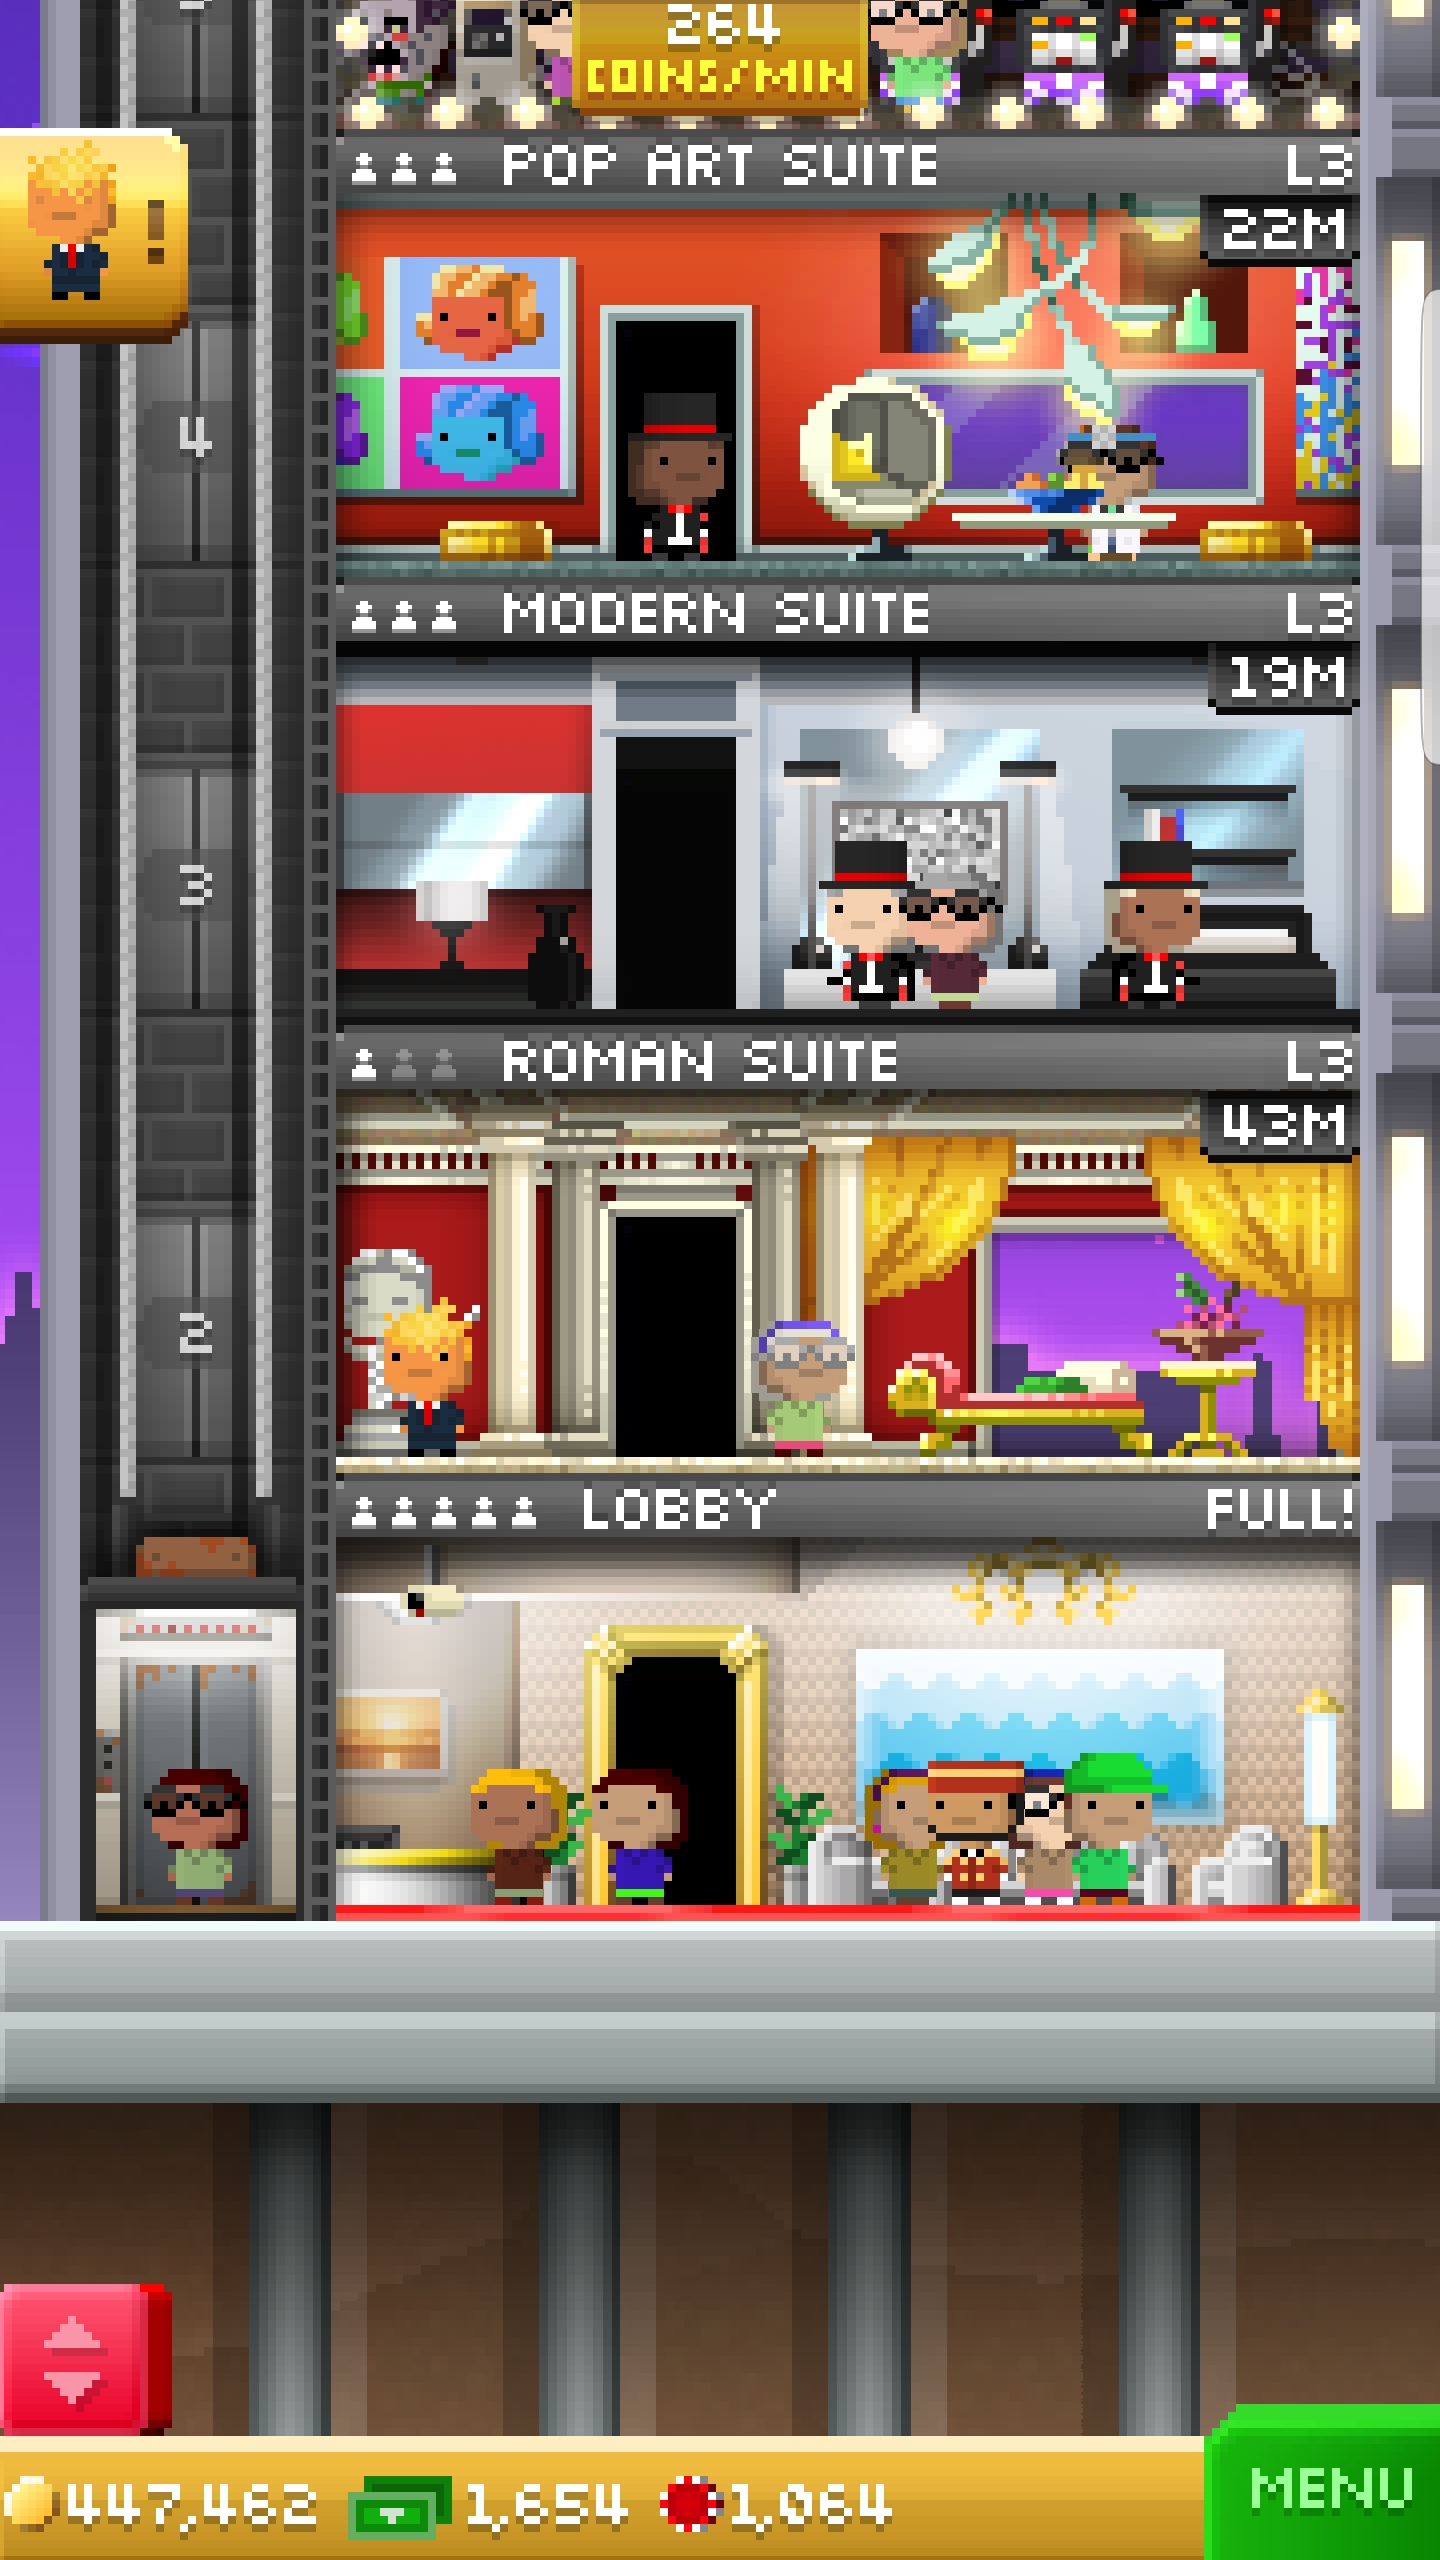 264
COINS/MIN
POP ART SUITE L3
22M
!
4
MODERN SUITE L3
19M
3
ROMAN SUITE L3
43M
2
LOBBY FULL!
447,462 1,654 1,064
MENU